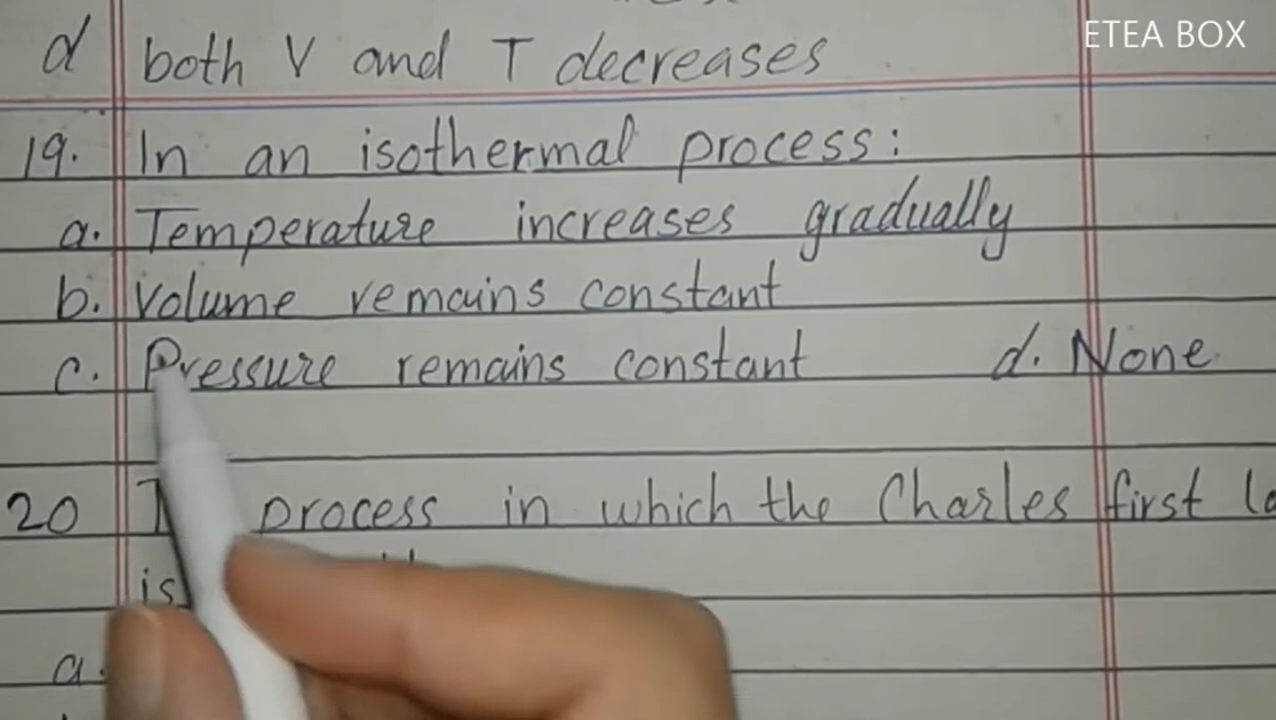 ETEA BOX
d both V and T decreases
19. In an isothermal process:
a. Temperature increases gradually
b. Volume remains constant
c. Pressure remains constant d. None
20 process in which the Charles first
is
a.